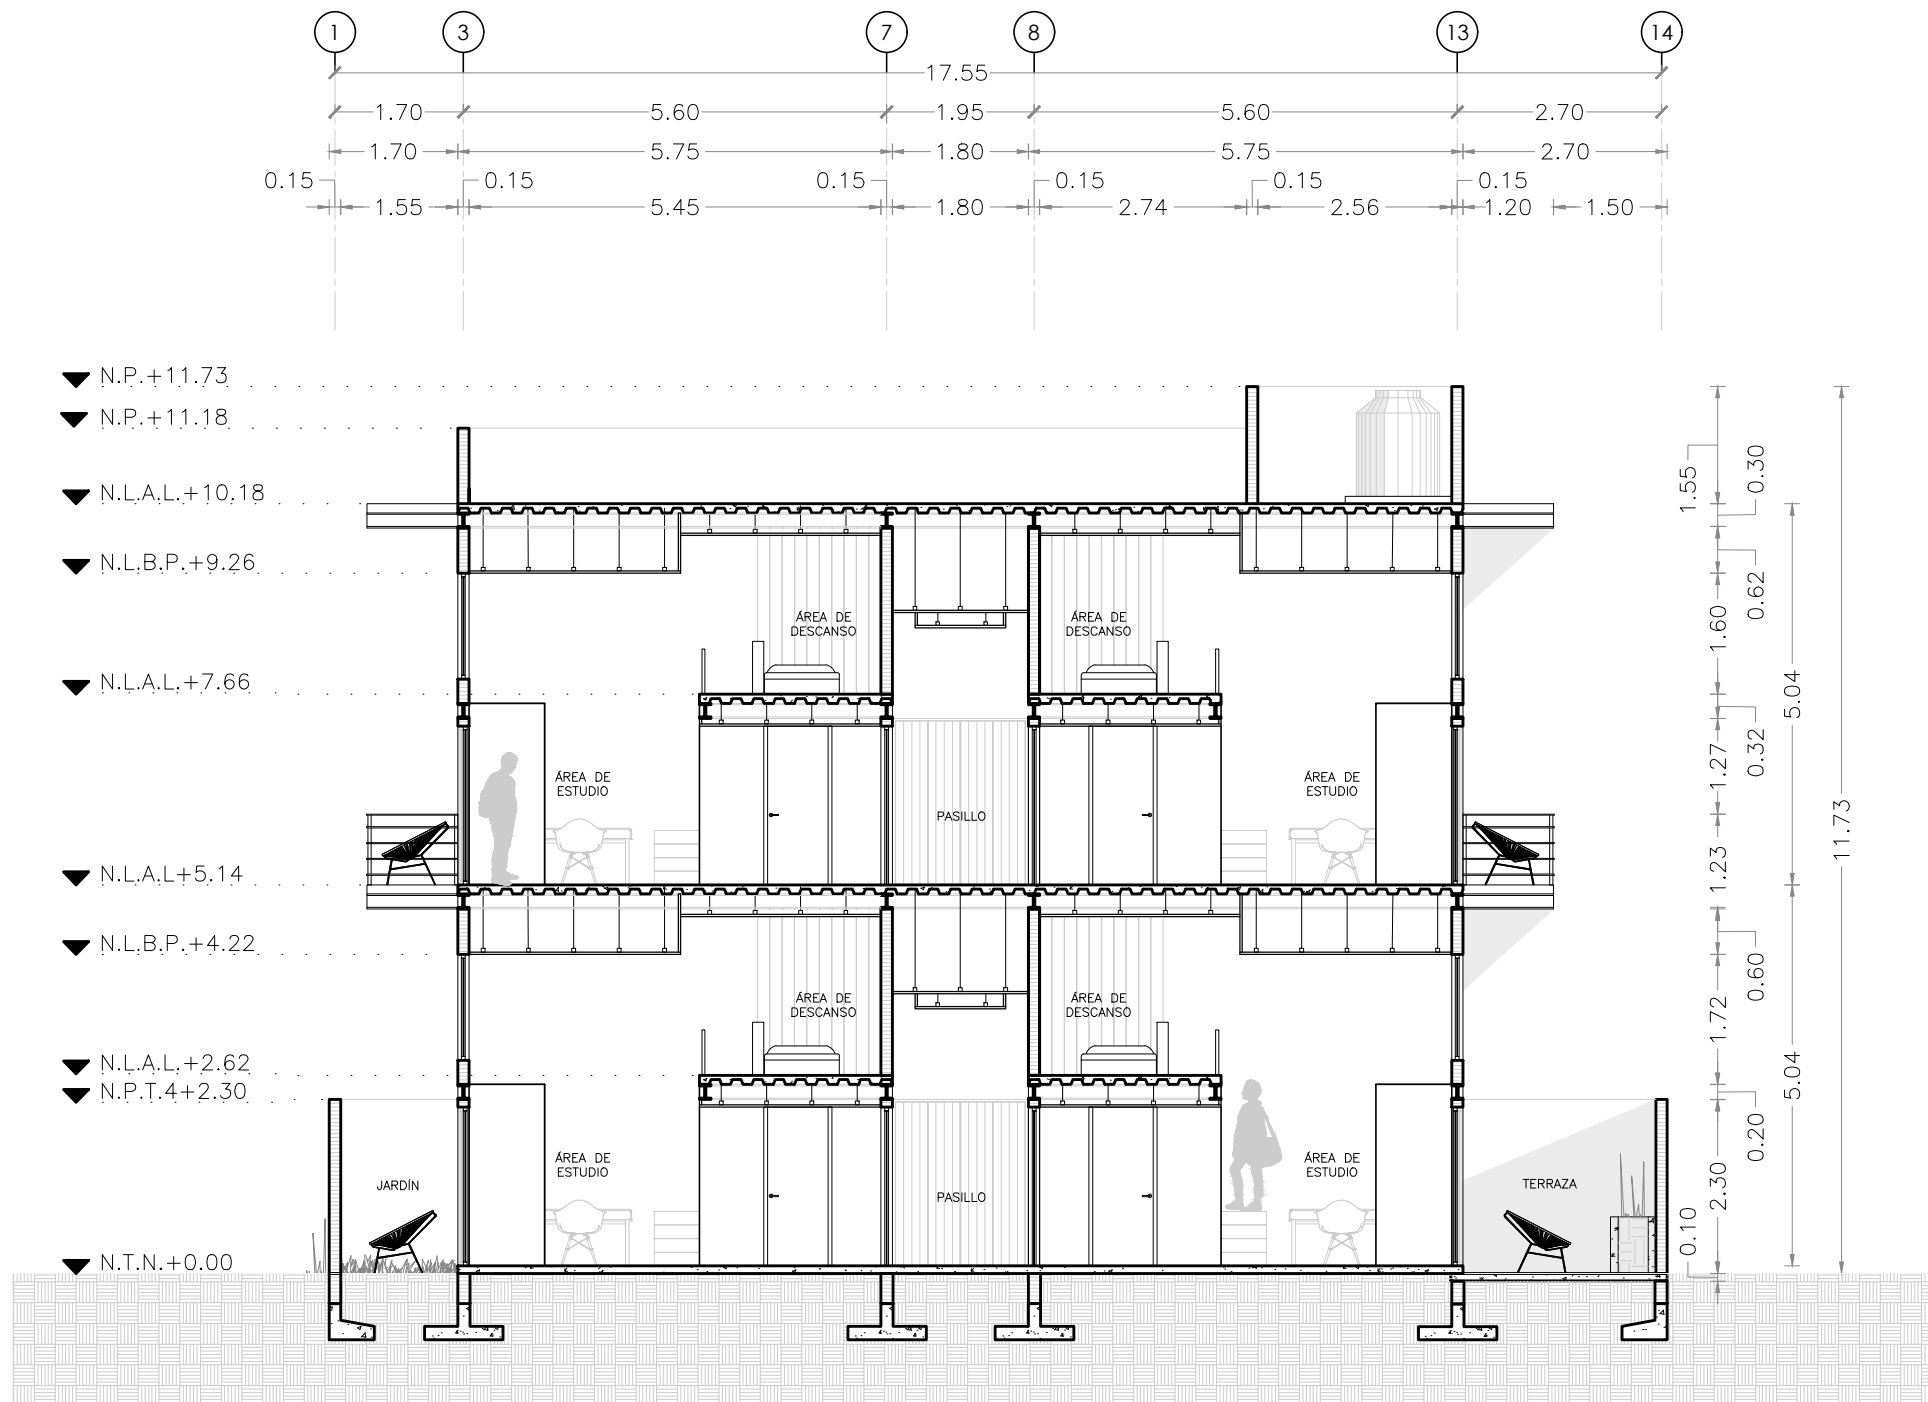 1 3 7 8 13 14
17.55
1.70 5.60 1.95 5.60 2.70
1.70 5.75 1.80 5.75 2.70
0.15 0.15 0.15 0.15 0.15 0.15
1.55 5.45 1.80 2.74 2.56 1.20 1.50
N.P.+11.73
N.P.+11.18
N.L.A.L.+10.18
N.L.B.P.+9.26
N.L.A.L.+7.66
N.L.A.L+5.14
N.L.B.P.+4.22
N.L.A.L.+2.62
N.P.T.4+2.30
N.T.N.+0.00
ÁREA DE
DESCANSO
ÁREA DE
DESCANSO
ÁREA DE
ESTUDIO
PASILLO
ÁREA DE
ESTUDIO
ÁREA DE
DESCANSO
ÁREA DE
DESCANSO
JARDÍN
ÁREA DE
ESTUDIO
PASILLO
ÁREA DE
ESTUDIO
TERRAZA
1.55
0.30
0.62
1.60
0.32
1.27
1.23
0.60
1.72
0.20
2.30
0.10
5.04
5.04
11.73